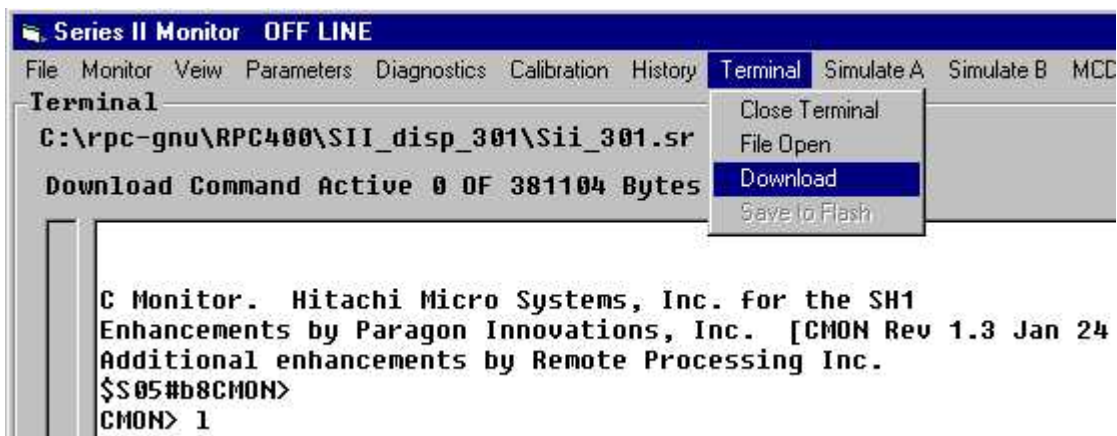 Series II Monitor OFF LINE
File Monitor Veiw Parameters Diagnostics Calibration History Terminal Simulate A Simulate B MCD
Terminal
Close Terminal
C:\rpc-gnu\RPC400\SII_disp_301\Sii_301.sr
File Open
Download Command Active 0 OF 381104 Bytes
Download
Save to Flash
C Monitor. Hitachi Micro Systems, Inc. for the SH1
Enhancements by Paragon Innovations, Inc. [CMON Rev 1.3 Jan 24
Additional enhancements by Remote Processing Inc.
$S05#b8CMON>
CMON> l